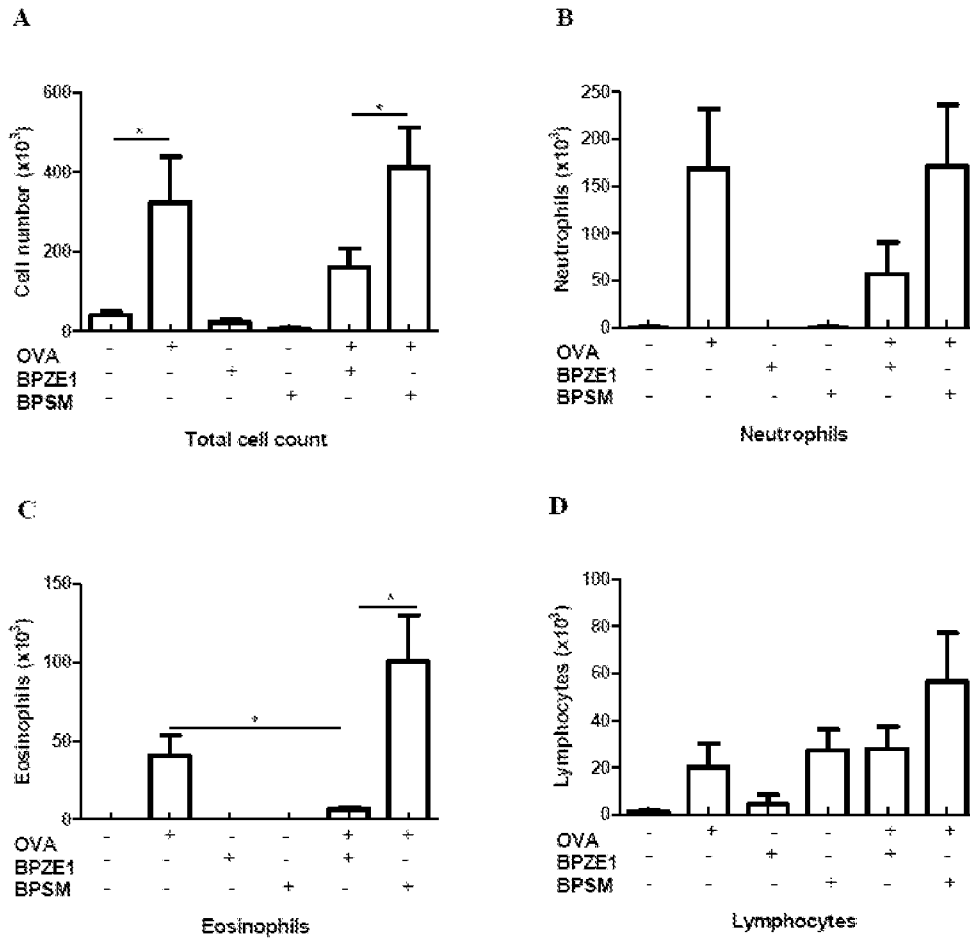 A
Cell number (x10³)
600
400
200
0
*
*
OVA - + - - + +
BPZE1 - - + - + -
BPSM - - - + - +
Total cell count
B
Neutrophils (x10³)
250
200
150
100
50
0
OVA - + - - + +
BPZE1 - - + - + -
BPSM - - - + - +
Neutrophils
C
Eosinophils (x10³)
150
100
50
0
*
*
OVA - + - - + +
BPZE1 - - + - + -
BPSM - - - + - +
Eosinophils
D
Lymphocytes (x10³)
100
80
60
40
20
0
OVA - + - - + +
BPZE1 - - + - + -
BPSM - - - + - +
Lymphocytes